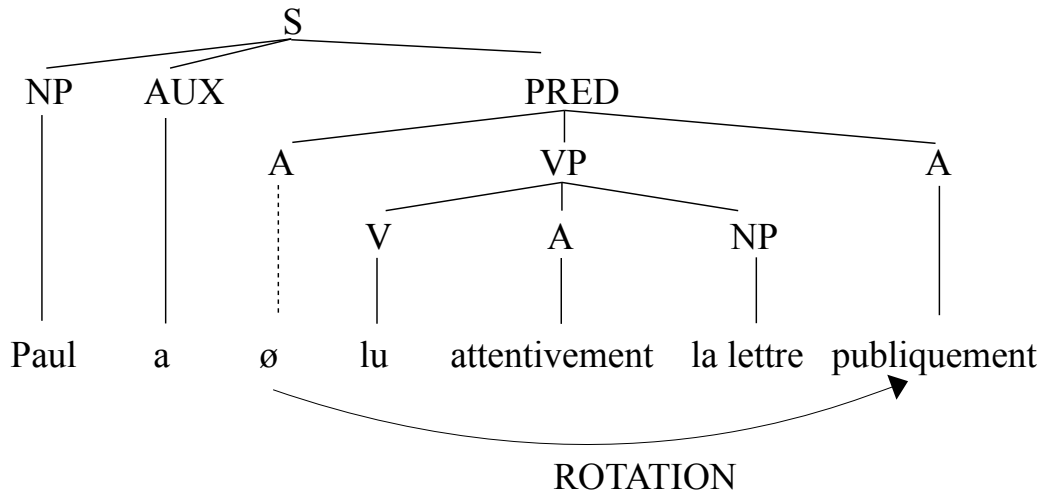 S
NP AUX PRED
A VP A
V A NP
Paul a ø lu attentivement la lettre publiquement
ROTATION